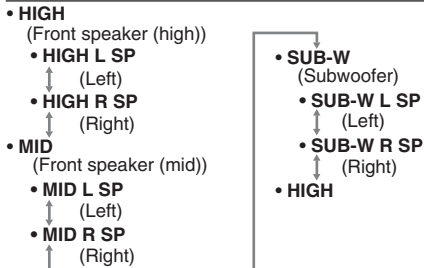 • HIGH
(Front speaker (high))
• HIGH L SP
(Left)
• HIGH R SP
(Right)
• MID
(Front speaker (mid))
• MID L SP
(Left)
• MID R SP
(Right)
• SUB-W
(Subwoofer)
• SUB-W L SP
(Left)
• SUB-W R SP
(Right)
• HIGH